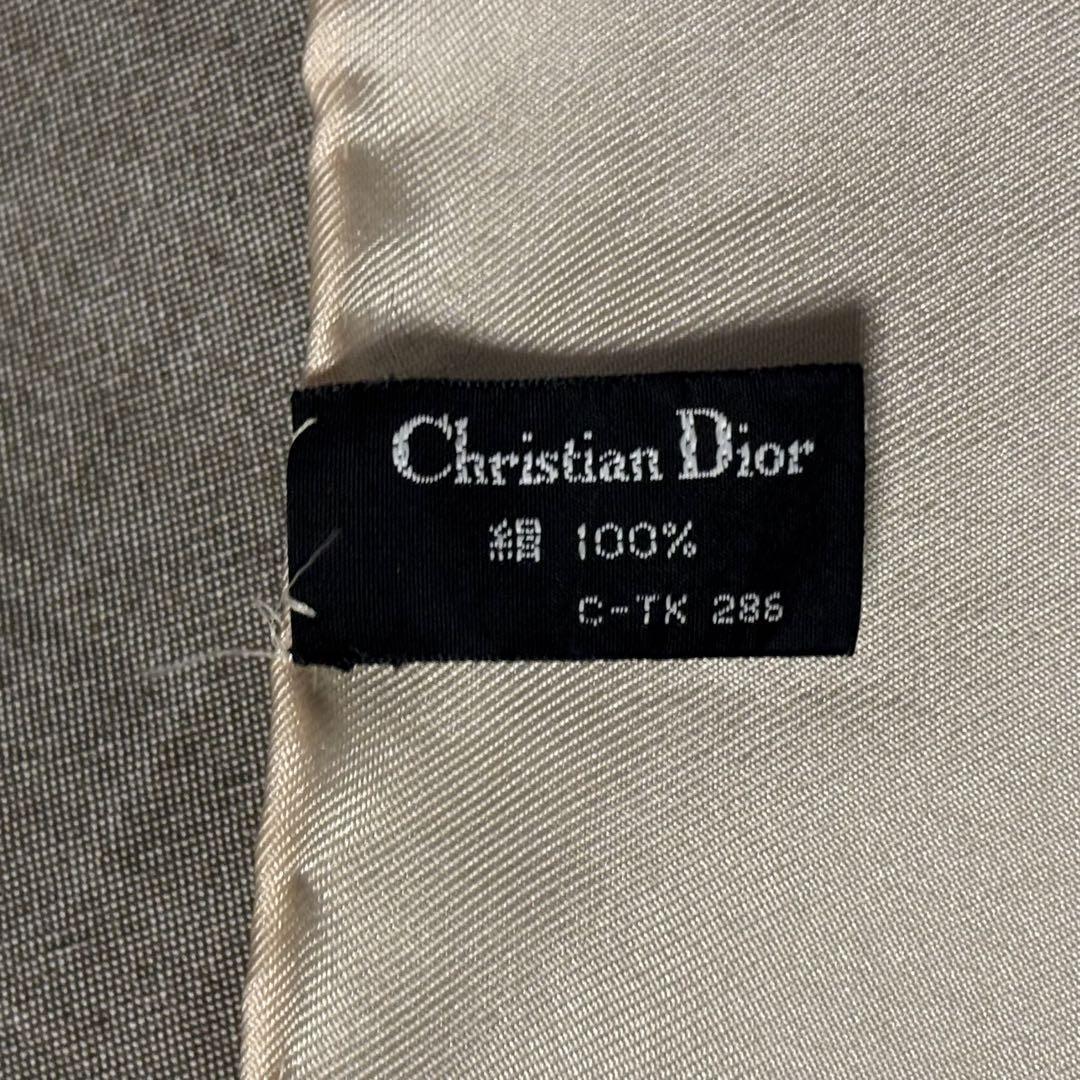 Christian Dior
絹 100%
C-TK 286